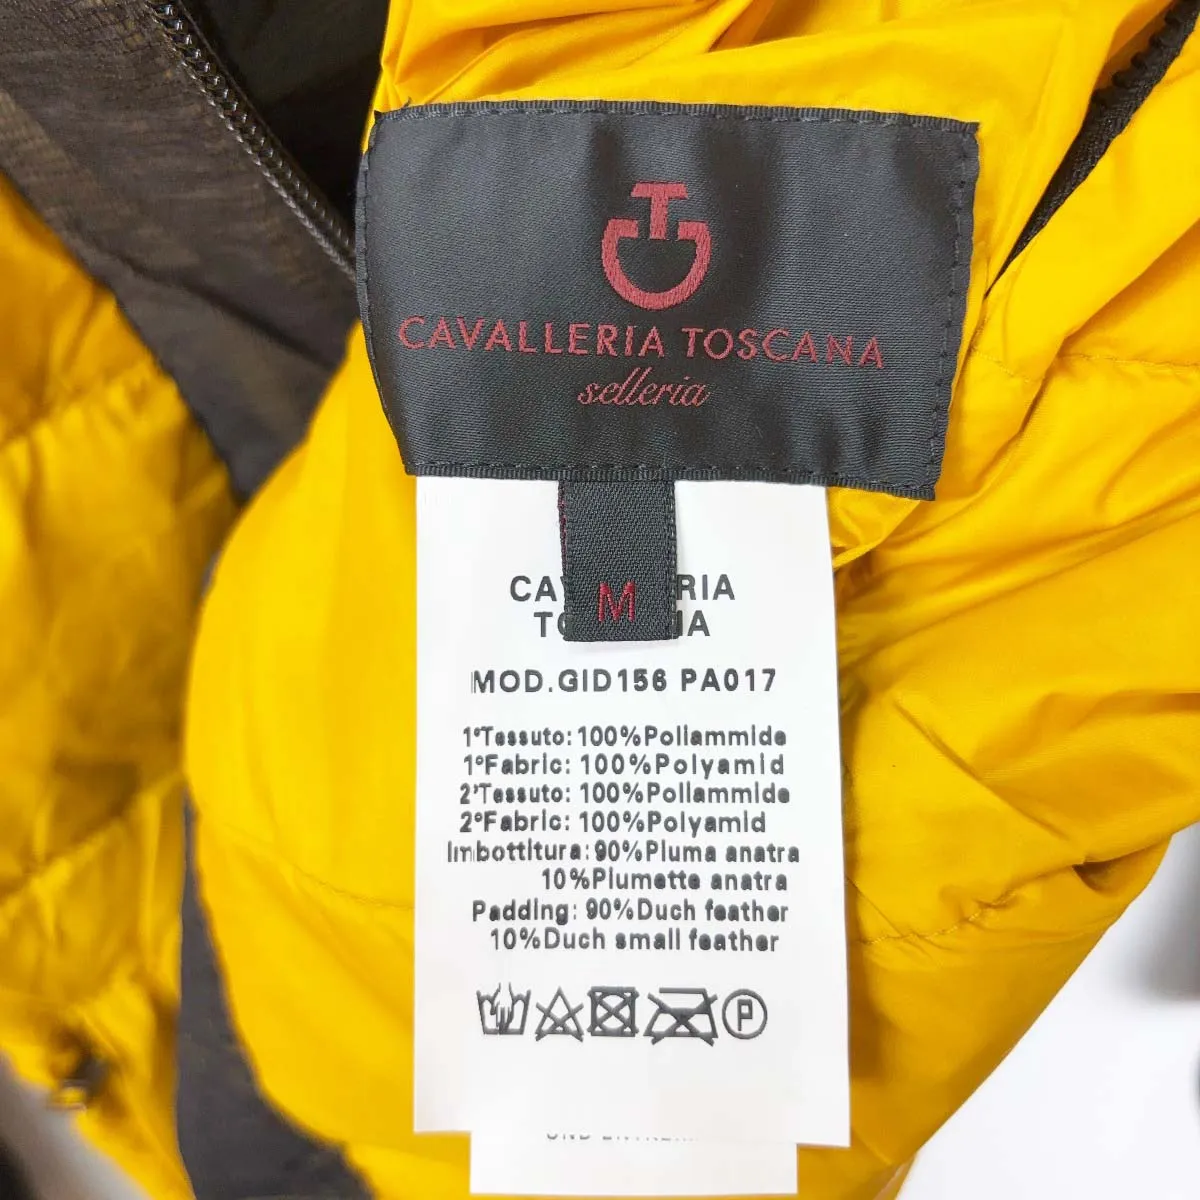 CAVALLERIA TOSCANA
selleria
M
MOD.GID156 PA017
1°Tessuto: 100%Poliammide
1°Fabric: 100%Polyamid
2°Tessuto: 100%Poliammide
2°Fabric: 100%Polyamid
Imbottitura: 90%Piuma anatra
10%Piumette anatra
Padding: 90%Duch feather
10%Duch small feather
P